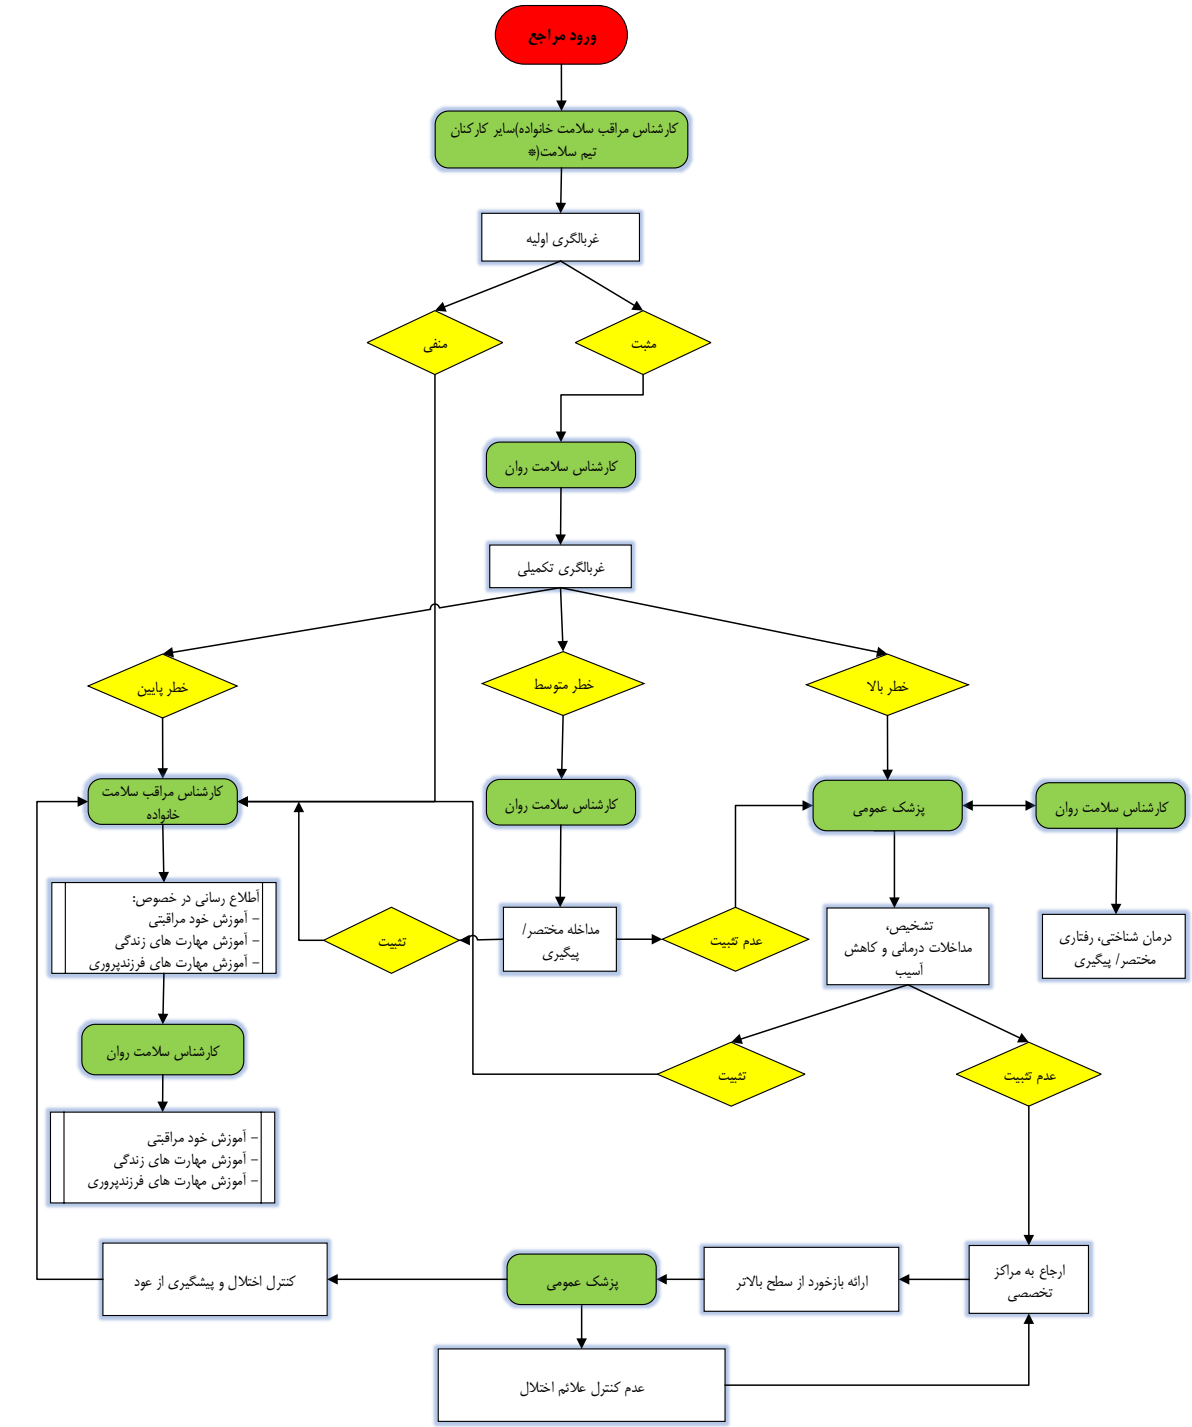 ورود مراجع
کارشناس مراقب سلامت خانواده)سایر کارکنان
تیم سلامت(*
غربالگری اولیه
مثبت
منفی
کارشناس سلامت روان
غربالگری تکمیلی
خطر بالا
خطر متوسط
خطر پایین
کارشناس سلامت روان
پزشک عمومی
کارشناس سلامت روان
کارشناس مراقب سلامت
خانواده
درمان شناختی، رفتاری
مختصر/ پیگیری
تشخیص،
مداخلات درمانی و کاهش
آسیب
عدم تثبیت
مداخله مختصر/
پیگیری
تثبیت
اَطلاع رسانی در خصوص:
- آموزش خود مراقبتی
- آموزش مهارت های زندگی
- آموزش مهارت های فرزندپروری
عدم تثبیت
تثبیت
کارشناس سلامت روان
- آموزش خود مراقبتی
- آموزش مهارت های زندگی
- آموزش مهارت های فرزندپروری
ارجاع به مراکز
تخصصی
ارائه بازخورد از سطح بالاتر
پزشک عمومی
کنترل اختلال و پیشگیری از عود
عدم کنترل علائم اختلال